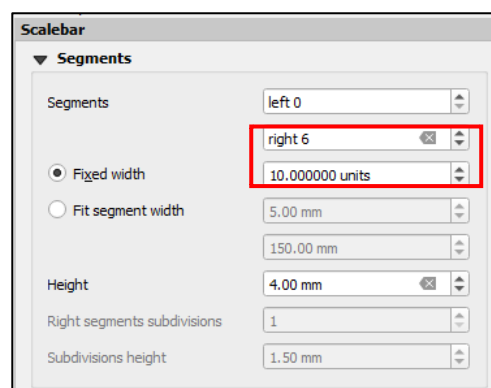 Scalebar
Segments
Segments left 0
right 6
Fixed width 10.000000 units
Fit segment width 5.00 mm
150.00 mm
Height 4.00 mm
Right segments subdivisions 1
Subdivisions height 1.50 mm